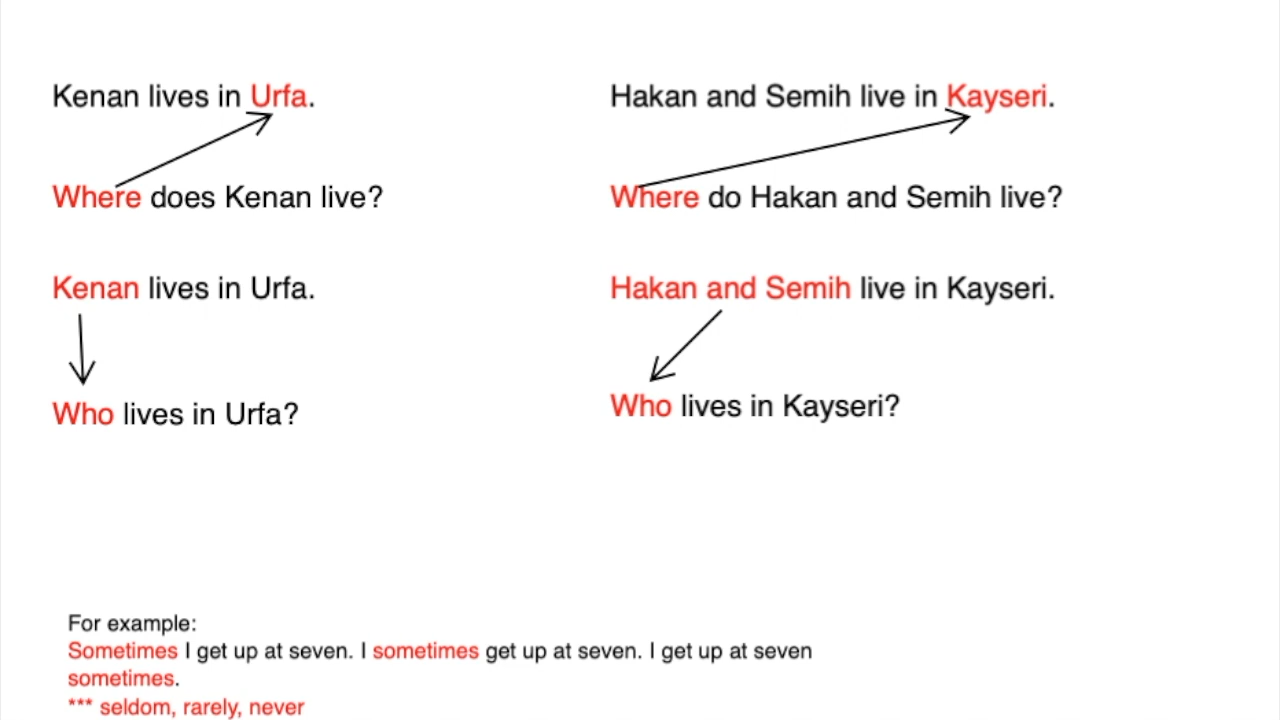 Kenan lives in Urfa.
Where does Kenan live?
Kenan lives in Urfa.
Who lives in Urfa?
Hakan and Semih live in Kayseri.
Where do Hakan and Semih live?
Hakan and Semih live in Kayseri.
Who lives in Kayseri?
For example:
Sometimes I get up at seven. I sometimes get up at seven. I get up at seven
sometimes.
*** seldom, rarely, never